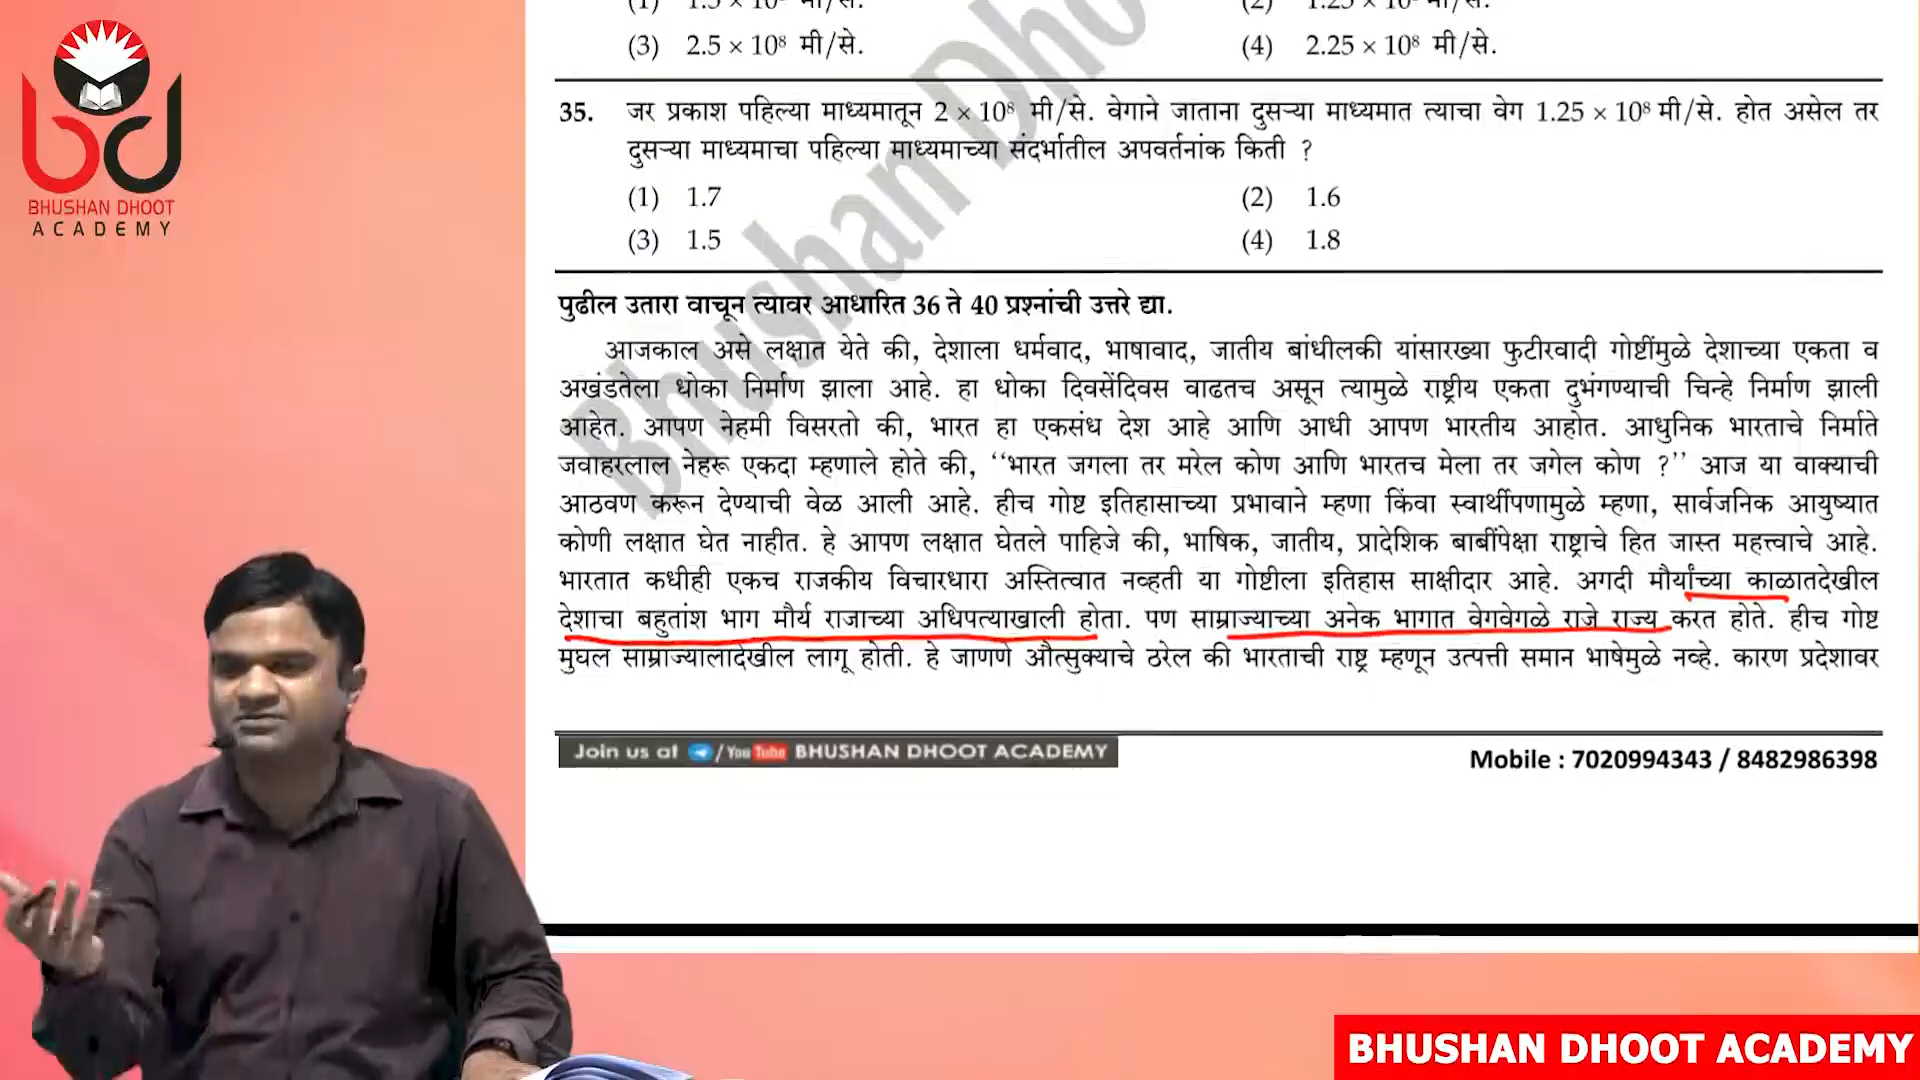 (3) 2.5 × 10⁸ मी/से. (4) 2.25 × 10⁸ मी/से.
35. जर प्रकाश पहिल्या माध्यमातून 2 × 10⁸ मी/से. वेगाने जाताना दुसऱ्या माध्यमात त्याचा वेग 1.25 × 10⁸ मी/से. होत असेल तर
दुसऱ्या माध्यमाचा पहिल्या माध्यमाच्या संदर्भातील अपवर्तनांक किती ?
(1) 1.7 (2) 1.6
(3) 1.5 (4) 1.8
पुढील उतारा वाचून त्यावर आधारित 36 ते 40 प्रश्नांची उत्तरे द्या.
आजकाल असे लक्षात येते की, देशाला धर्मवाद, भाषावाद, जातीय बांधीलकी यांसारख्या फुटीरवादी गोष्टींमुळे देशाच्या एकता व
अखंडतेला धोका निर्माण झाला आहे. हा धोका दिवसेंदिवस वाढतच असून त्यामुळे राष्ट्रीय एकता दुभंगण्याची चिन्हे निर्माण झाली
आहेत. आपण नेहमी विसरतो की, भारत हा एकसंध देश आहे आणि आधी आपण भारतीय आहोत. आधुनिक भारताचे निर्माते
जवाहरलाल नेहरू एकदा म्हणाले होते की, ‘‘भारत जगला तर मरेल कोण आणि भारतच मेला तर जगेल कोण ?’’ आज या वाक्याची
आठवण करून देण्याची वेळ आली आहे. हीच गोष्ट इतिहासाच्या प्रभावाने म्हणा किंवा स्वार्थीपणामुळे म्हणा, सार्वजनिक आयुष्यात
कोणी लक्षात घेत नाहीत. हे आपण लक्षात घेतले पाहिजे की, भाषिक, जातीय, प्रादेशिक बाबींपेक्षा राष्ट्राचे हित जास्त महत्त्वाचे आहे.
भारतात कधीही एकच राजकीय विचारधारा अस्तित्वात नव्हती या गोष्टीला इतिहास साक्षीदार आहे. अगदी मौर्यांच्या काळातदेखील
देशाचा बहुतांश भाग मौर्य राजाच्या अधिपत्याखाली होता. पण साम्राज्याच्या अनेक भागात वेगवेगळे राजे राज्य करत होते. हीच गोष्ट
मुघल साम्राज्यालादेखील लागू होती. हे जाणणे औत्सुक्याचे ठरेल की भारताची राष्ट्र म्हणून उत्पत्ती समान भाषेमुळे नव्हे. कारण प्रदेशावर
Join us at /You Tube BHUSHAN DHOOT ACADEMY
Mobile : 7020994343 / 8482986398
bd
BHUSHAN DHOOT
ACADEMY
Bhushan Dho
BHUSHAN DHOOT ACADEMY